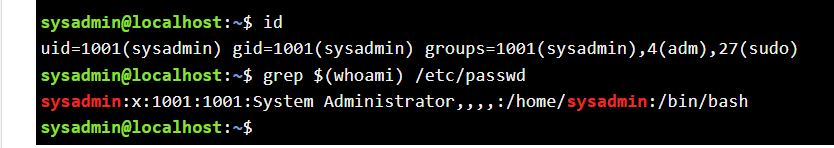 sysadmin@localhost:~$ id
uid=1001(sysadmin) gid=1001(sysadmin) groups=1001(sysadmin),4(adm),27(sudo)
sysadmin@localhost:~$ grep $(whoami) /etc/passwd
sysadmin:x:1001:1001:System Administrator,,,,:/home/sysadmin:/bin/bash
sysadmin@localhost:~$